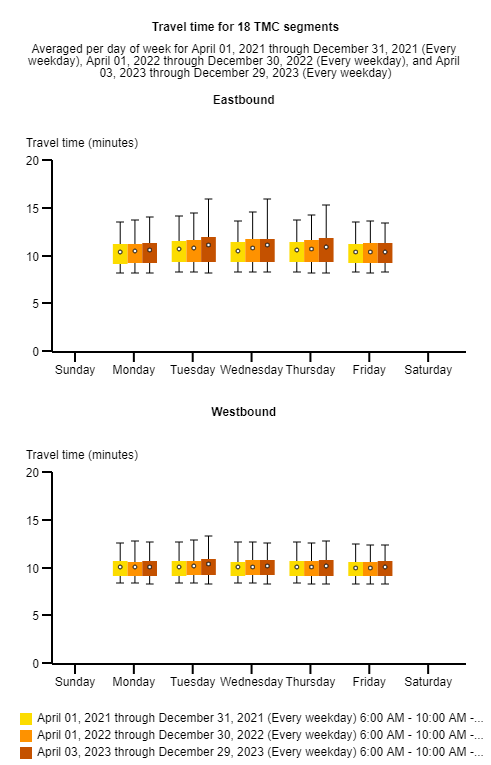 Travel time for 18 TMC segments
Averaged per day of week for April 01, 2021 through December 31, 2021 (Every
weekday), April 01, 2022 through December 30, 2022 (Every weekday), and April
03, 2023 through December 29, 2023 (Every weekday)
Eastbound
Travel time (minutes)
20
15
10
5
0
Sunday Monday Tuesday Wednesday Thursday Friday Saturday
Westbound
Travel time (minutes)
20
15
10
5
0
Sunday Monday Tuesday Wednesday Thursday Friday Saturday
April 01, 2021 through December 31, 2021 (Every weekday) 6:00 AM - 10:00 AM -...
April 01, 2022 through December 30, 2022 (Every weekday) 6:00 AM - 10:00 AM -...
April 03, 2023 through December 29, 2023 (Every weekday) 6:00 AM - 10:00 AM -...